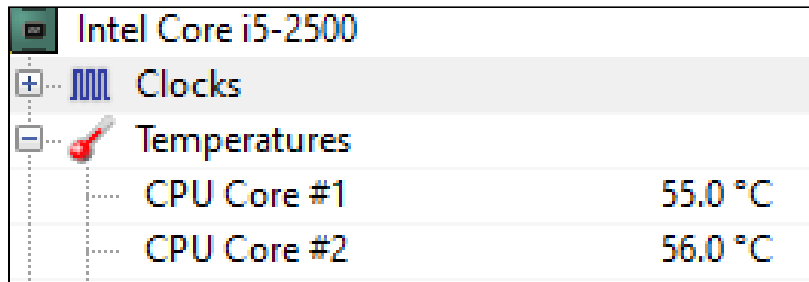 Intel Core i5-2500
Clocks
Temperatures
CPU Core #1 55.0 °C
CPU Core #2 56.0 °C